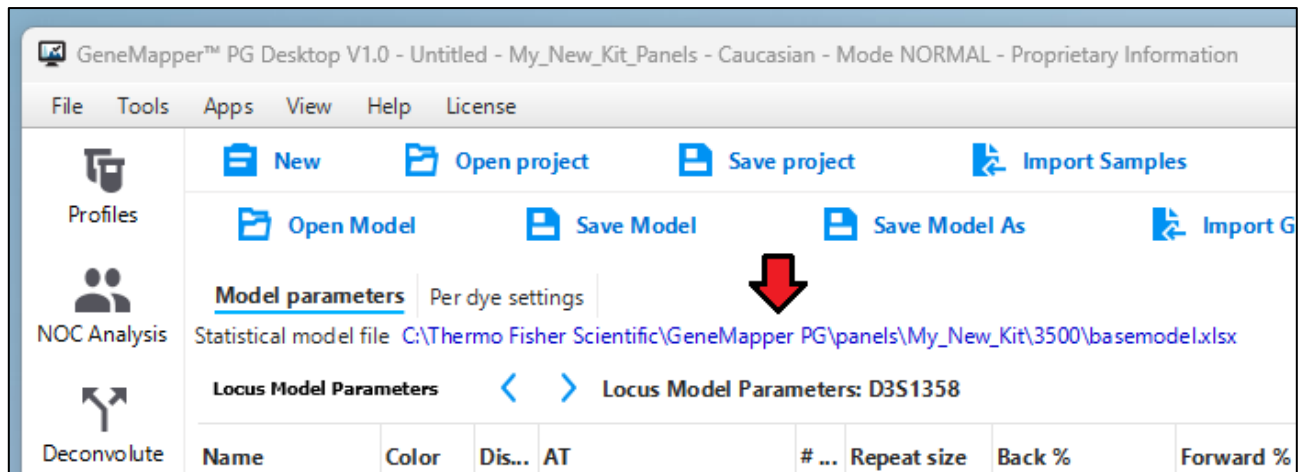 GeneMapper™ PG Desktop V1.0 - Untitled - My_New_Kit_Panels - Caucasian - Mode NORMAL - Proprietary Information
File Tools Apps View Help License
New Open project Save project Import Samples
Profiles
Open Model Save Model Save Model As Import G
Model parameters Per dye settings
NOC Analysis
Statistical model file C:\Thermo Fisher Scientific\GeneMapper PG\panels\My_New_Kit\3500\basemodel.xlsx
Locus Model Parameters Locus Model Parameters: D3S1358
Deconvolute
Name Color Dis... AT # ... Repeat size Back % Forward %